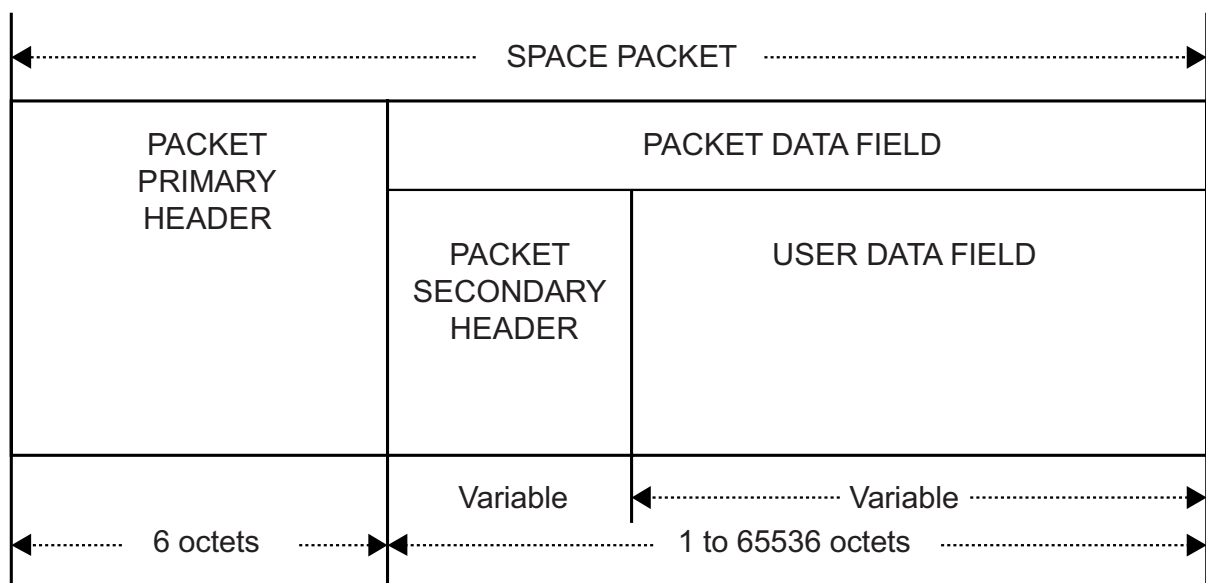 SPACE PACKET
PACKET
PRIMARY
HEADER
PACKET DATA FIELD
PACKET
SECONDARY
HEADER
USER DATA FIELD
Variable
Variable
6 octets
1 to 65536 octets